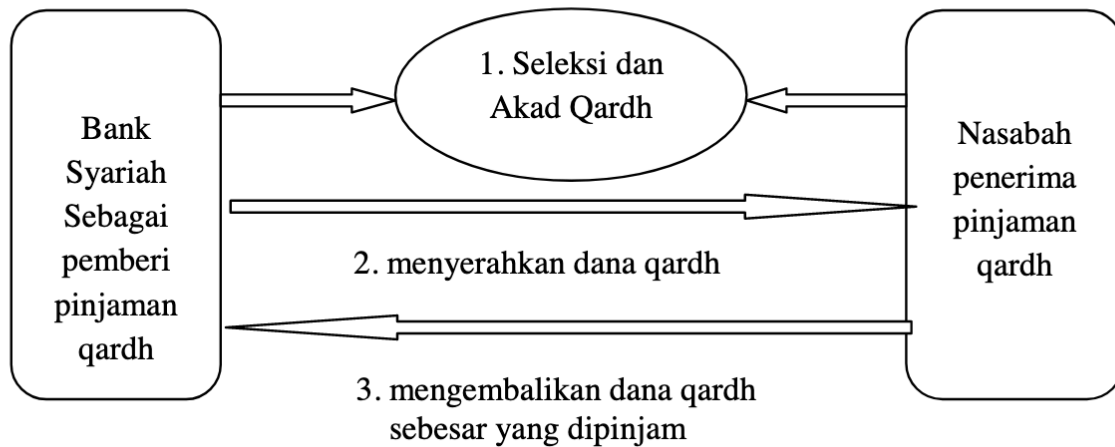 Bank
Syariah
Sebagai
pemberi
pinjaman
qardh
1. Seleksi dan
Akad Qardh
2. menyerahkan dana qardh
3. mengembalikan dana qardh
sebesar yang dipinjam
Nasabah
penerima
pinjaman
qardh